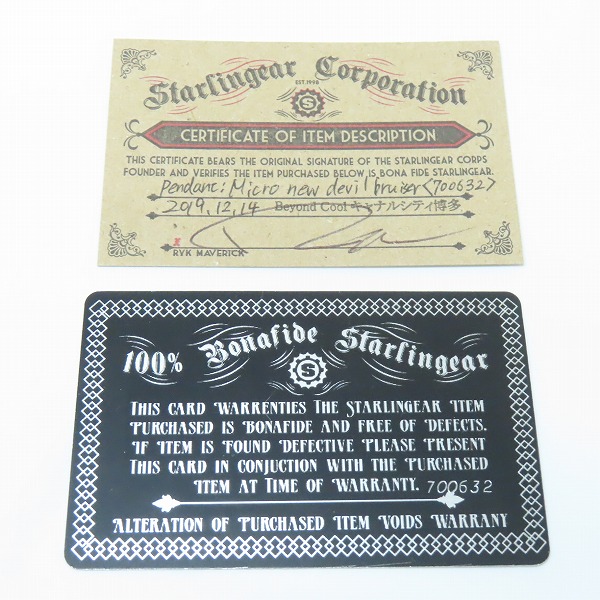 Starlingear Corporation
EST.1998
S
CERTIFICATE OF ITEM DESCRIPTION
THIS CERTIFICATE BEARS THE ORIGINAL SIGNATURE OF THE STARLINGEAR CORPS
FOUNDER AND VERIFIES THE ITEM PURCHASED BELOW IS BONA FIDE STARLINGEAR.
Pendant: Micro new devil bruiser <700632>
2019.12.14 Beyond Cool キャナルシティ博多
RYK MAVERICK
100% Bonafide Starlingear
S
THIS CARD WARRENTIES THE STARLINGEAR ITEM
PURCHASED IS BONAFIDE AND FREE OF DEFECTS.
IF ITEM IS FOUND DEFECTIVE PLEASE PRESENT
THIS CARD IN CONJUCTION WITH THE PURCHASED
ITEM AT TIME OF WARRANTY. 700632
ALTERATION OF PURCHASED ITEM VOIDS WARRANY